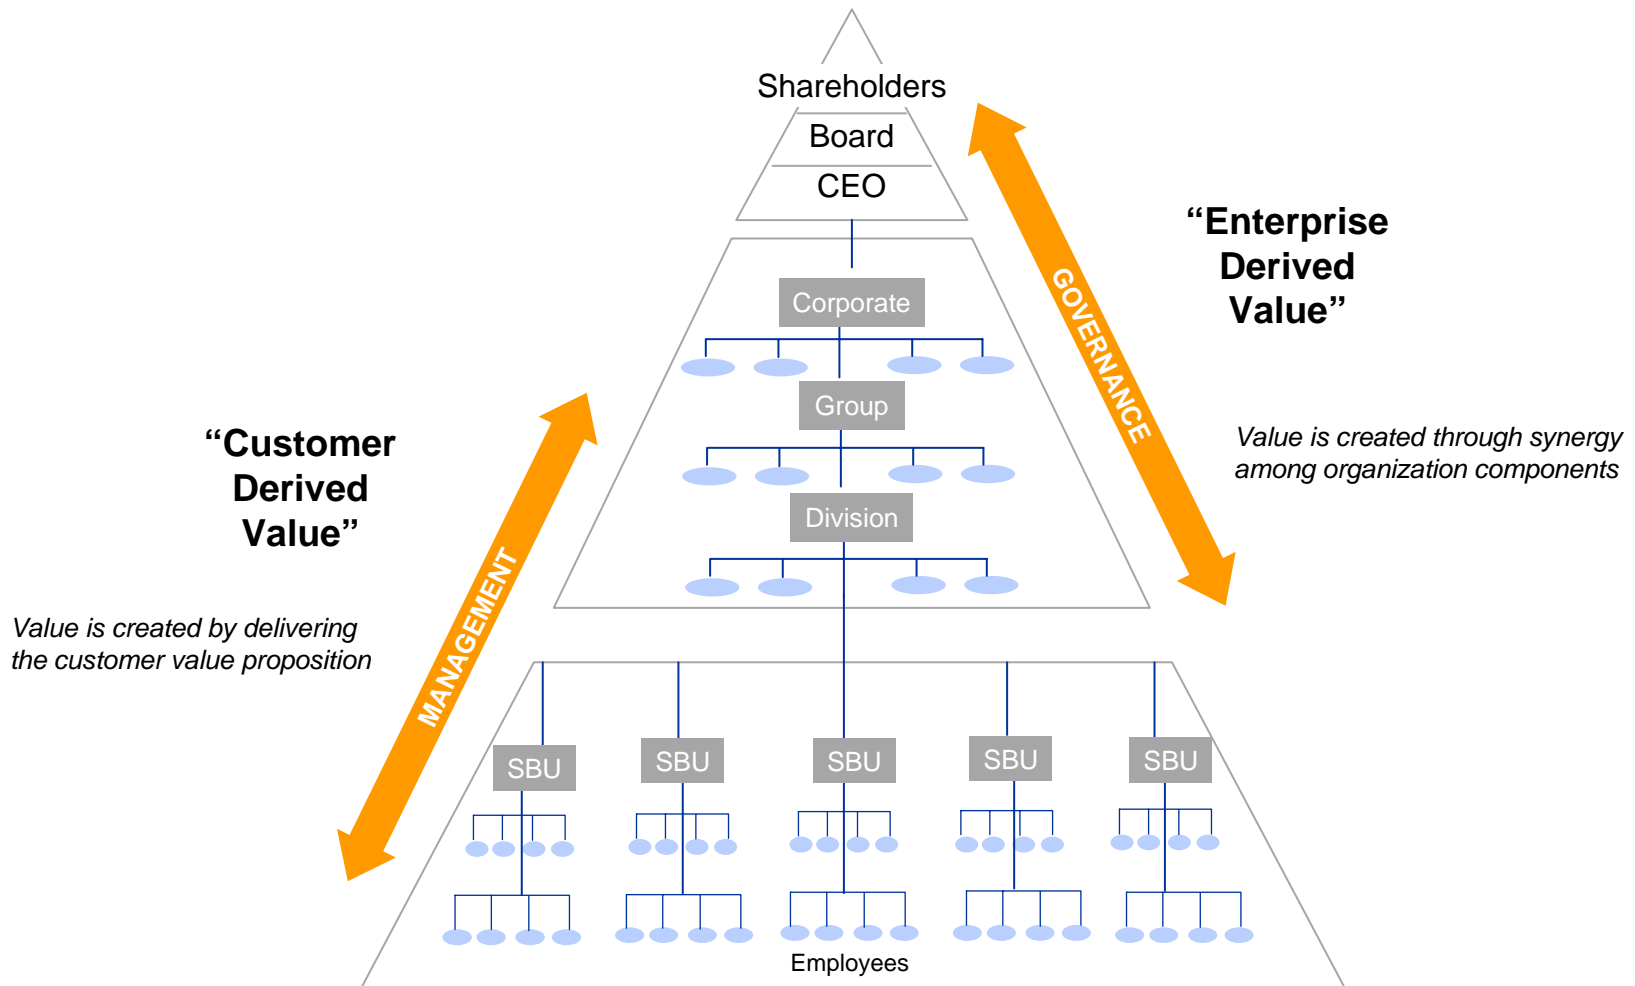 Shareholders
Board
CEO
“Enterprise
Derived
Value”
GOVERNANCE
Corporate
Group
Value is created through synergy
among organization components
“Customer
Derived
Value”
Division
MANAGEMENT
Value is created by delivering
the customer value proposition
SBU
SBU
SBU
SBU
SBU
Employees